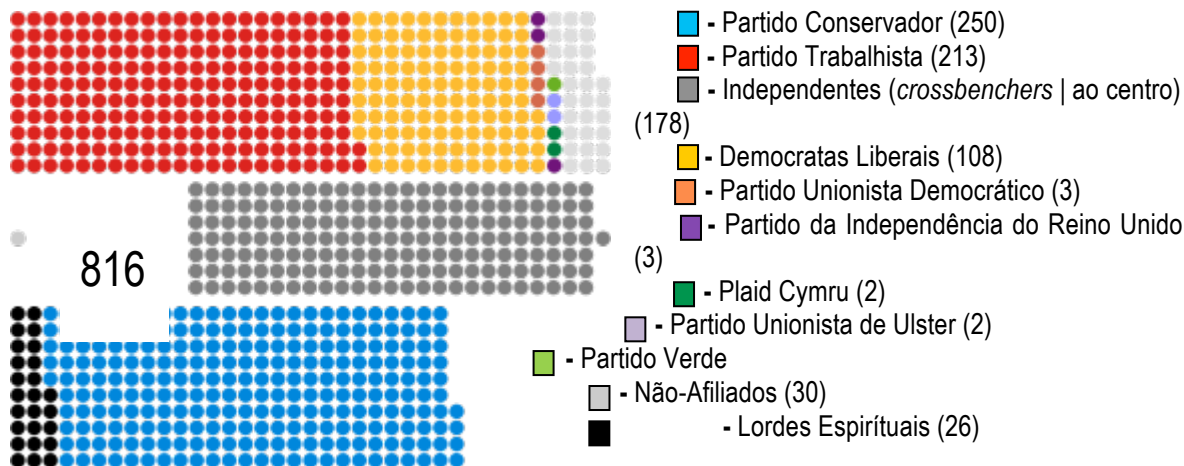 - Partido Conservador (250)
- Partido Trabalhista (213)
- Independentes (crossbenchers | ao centro)
(178)
- Democratas Liberais (108)
- Partido Unionista Democrático (3)
- Partido da Independência do Reino Unido
(3)
816
- Plaid Cymru (2)
- Partido Unionista de Ulster (2)
- Partido Verde
- Não-Afiliados (30)
- Lordes Espirítuais (26)